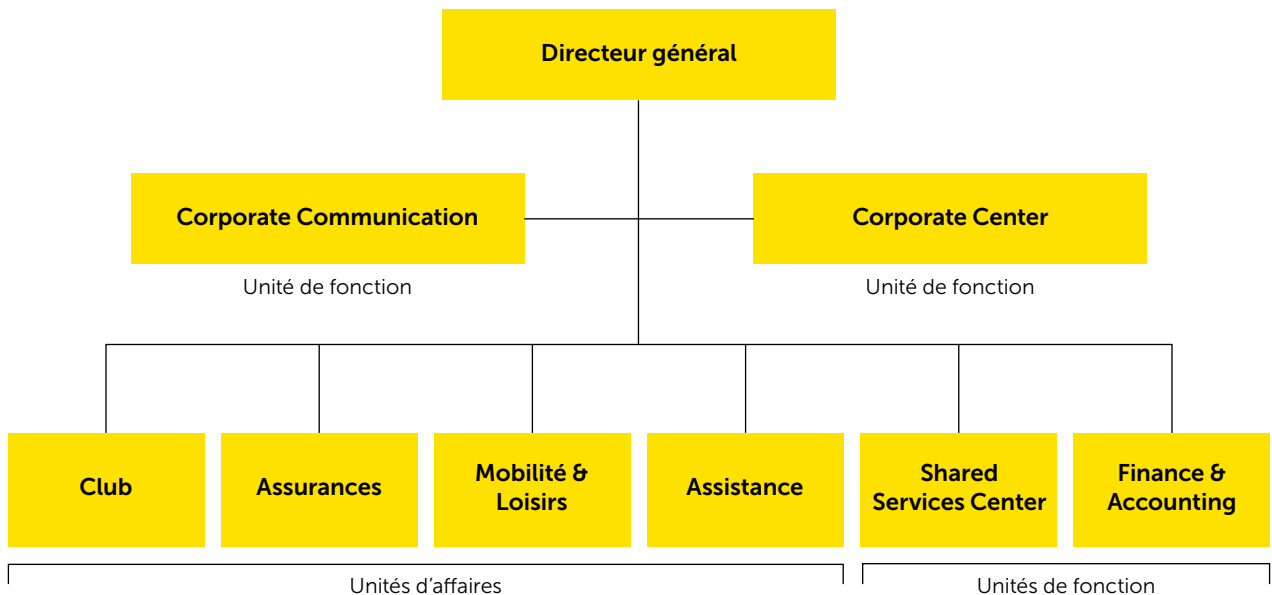 Directeur général
Corporate Communication
Corporate Center
Unité de fonction
Unité de fonction
Club
Assurances
Mobilité &
Loisirs
Assistance
Shared
Services Center
Finance &
Accounting
Unités d'affaires
Unités de fonction